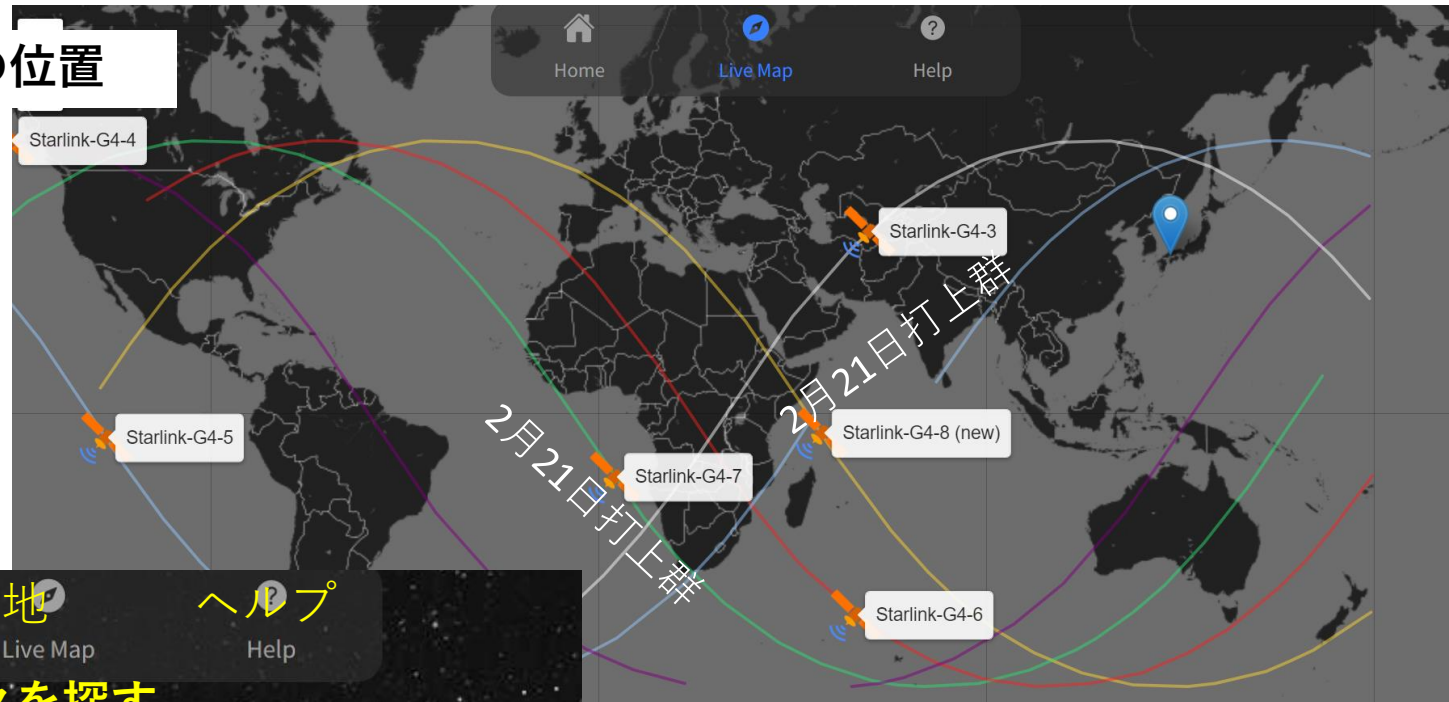 の位置
Home
Live Map
Help
Starlink-G4-4
Starlink-G4-3
2月21日打上群
Starlink-G4-5
Starlink-G4-8 (new)
Starlink-G4-7
2月21日打上群
Starlink-G4-6
地
ヘルプ
Live Map
Help
を探す